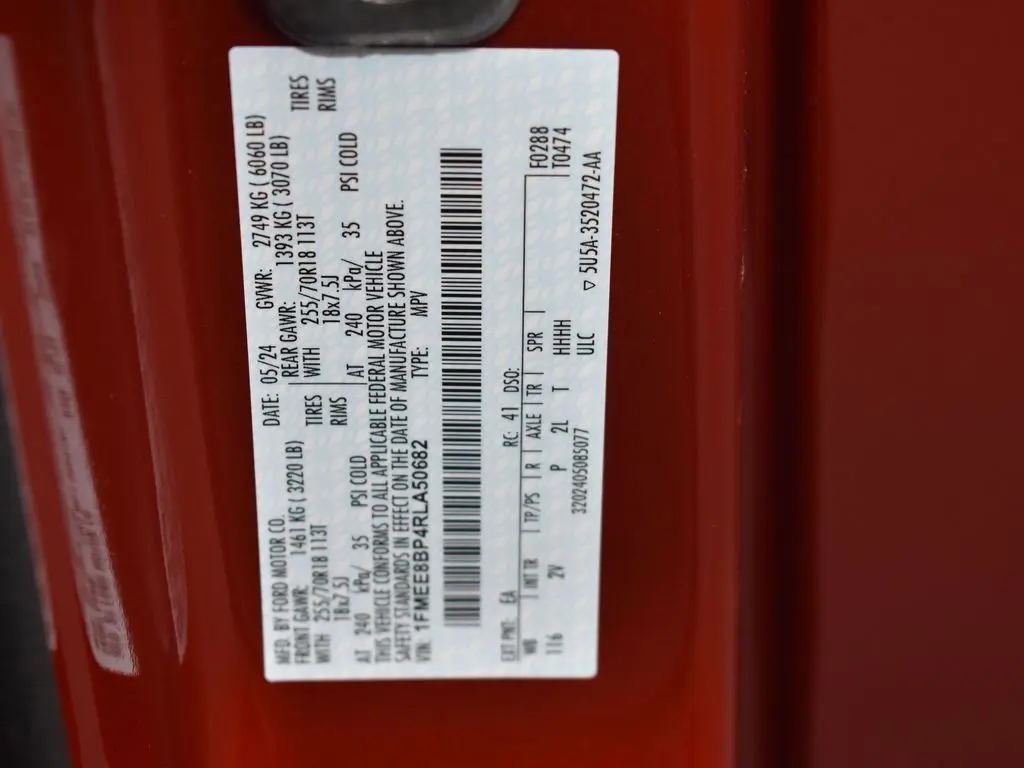 MFD. BY FORD MOTOR CO.
DATE: 05/24 GVWR: 2749 KG ( 6060 LB)
FRONT GAWR: REAR GAWR:
1461 KG ( 3220 LB) 1393 KG ( 3070 LB)
WITH 255/70R18 113T TIRES WITH 255/70R18 113T TIRES
18x7.5J RIMS 18x7.5J RIMS
AT 240 kPa/ 35 PSI COLD AT 240 kPa/ 35 PSI COLD
THIS VEHICLE CONFORMS TO ALL APPLICABLE FEDERAL MOTOR VEHICLE
SAFETY STANDARDS IN EFFECT ON THE DATE OF MANUFACTURE SHOWN ABOVE.
VIN: 1FMEE8BP4RLA50682 TYPE: MPV
EXT PNT: EA RC: 41 DSO: F0288
WB INT TR TP/PS R AXLE TR SPR T0474
116 2V P 2L T HHHH
3202405085077 ULC ▽ 5U5A-3520472-AA